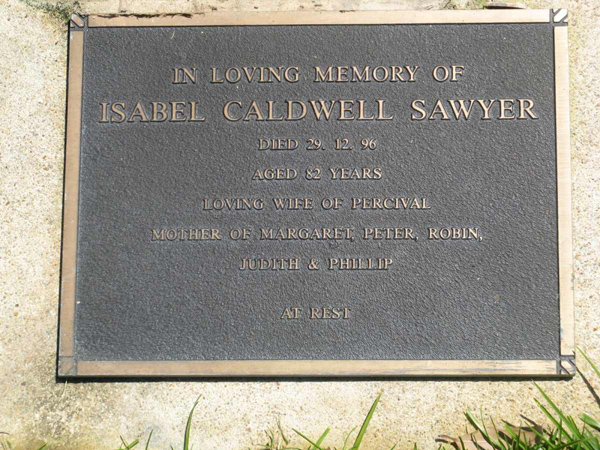 IN LOVING MEMORY OF
ISABEL CALDWELL SAWYER
DIED 29. 12. 96
AGED 82 YEARS
LOVING WIFE OF PERCIVAL
MOTHER OF MARGARET, PETER, ROBIN,
JUDITH & PHILLIP
AT REST